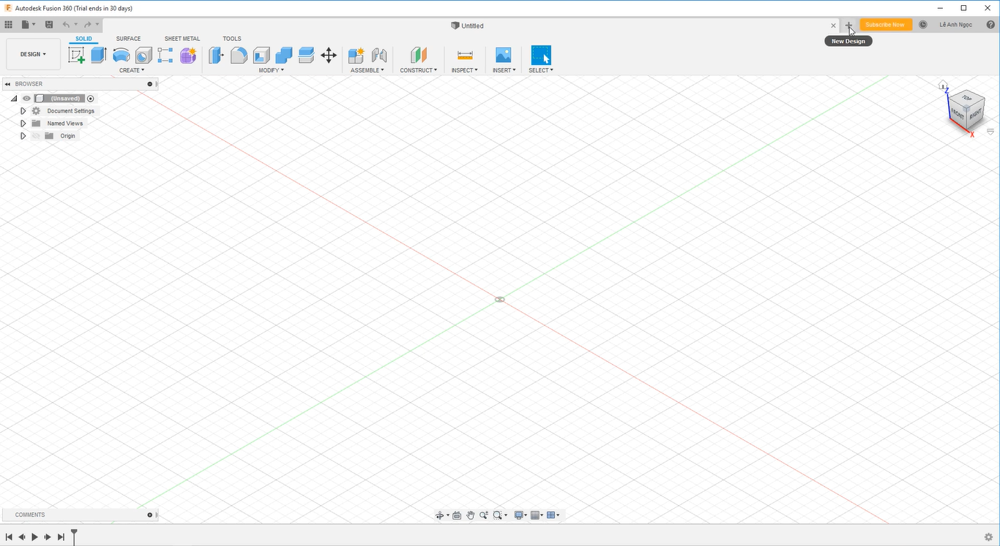 Autodesk Fusion 360 (Trial ends in 30 days)
Untitled
Subscribe Now
Lê Anh Ngọc
New Design
SOLID
SURFACE
SHEET METAL
TOOLS
DESIGN
CREATE
MODIFY
ASSEMBLE
CONSTRUCT
INSPECT
INSERT
SELECT
BROWSER
(Unsaved)
Document Settings
Named Views
Origin
Z
TOP
FRONT
RIGHT
X
COMMENTS